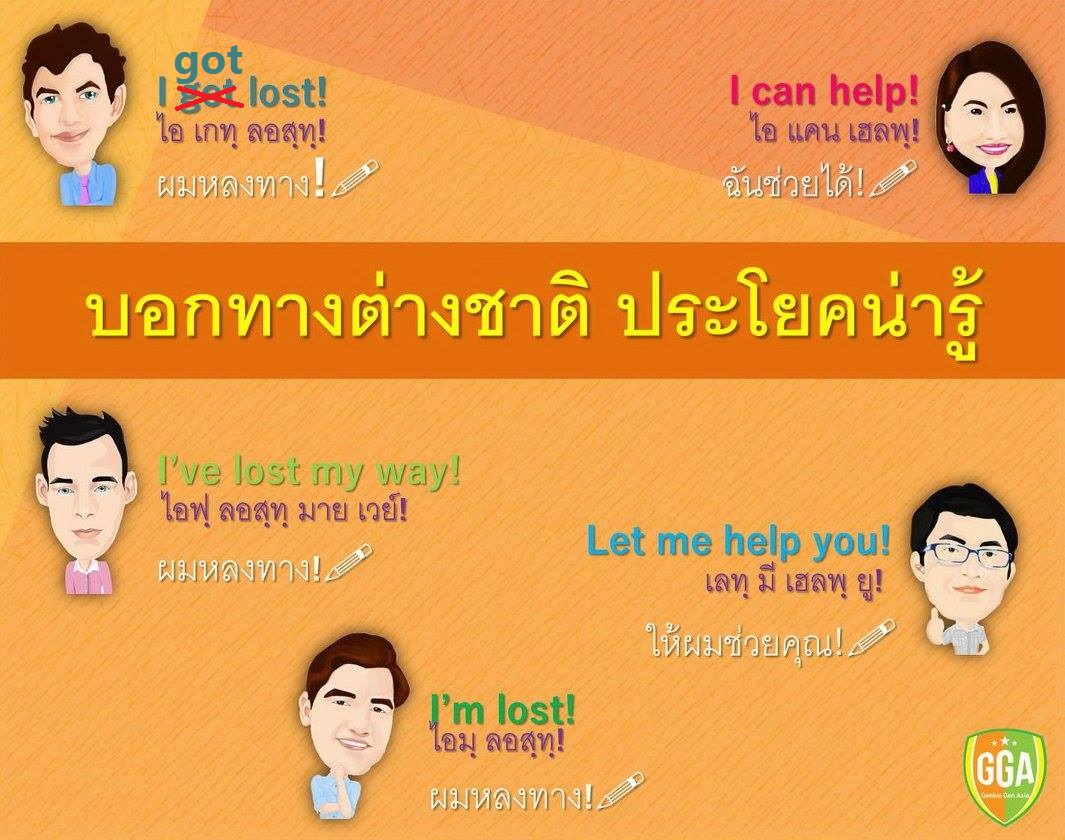 got
I lost!
ไอ เกทฺ ลอสฺทฺ!
ผมหลงทาง!
I can help!
ไอ แคน เฮลพฺ!
ฉันช่วยได้!
บอกทางต่างชาติ ประโยคน่ารู้
I've lost my way!
ไอฟฺ ลอสฺทฺ มาย เวย์!
ผมหลงทาง!
Let me help you!
เลทฺ มี เฮลพฺ ยู!
ให้ผมช่วยคุณ!
I'm lost!
ไอมฺ ลอสฺทฺ!
ผมหลงทาง!
GGA
Genius Gen Asia